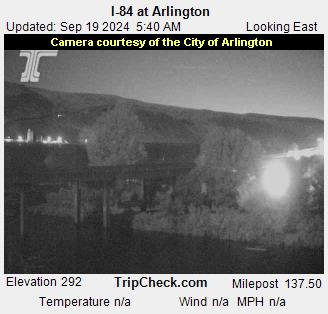 I-84 at Arlington
Updated: Sep 19 2024 5:40 AM Looking East
Camera courtesy of the City of Arlington
Elevation 292 TripCheck.com Milepost 137.50
Temperature n/a Wind n/a MPH n/a